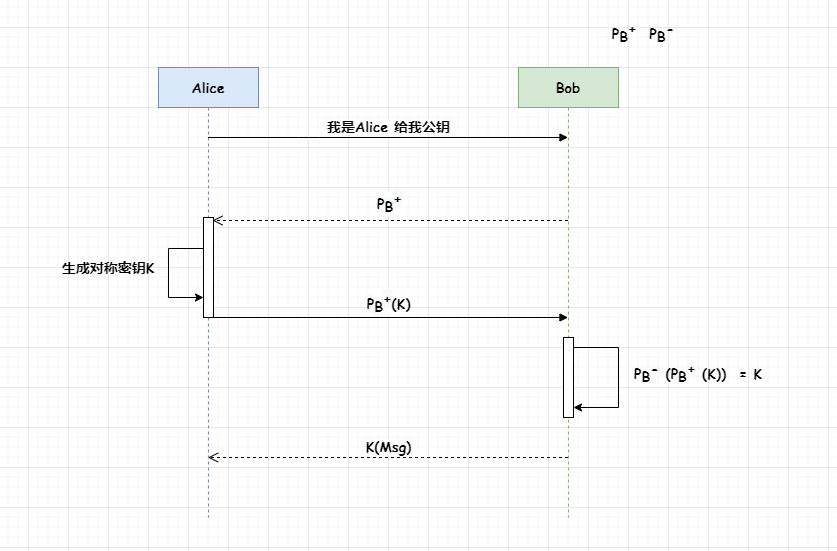 P_B⁺ P_B⁻
Alice
Bob
我是Alice 给我公钥
P_B⁺
生成对称密钥K
P_B⁺(K)
P_B⁻ (P_B⁺ (K)) = K
K(Msg)